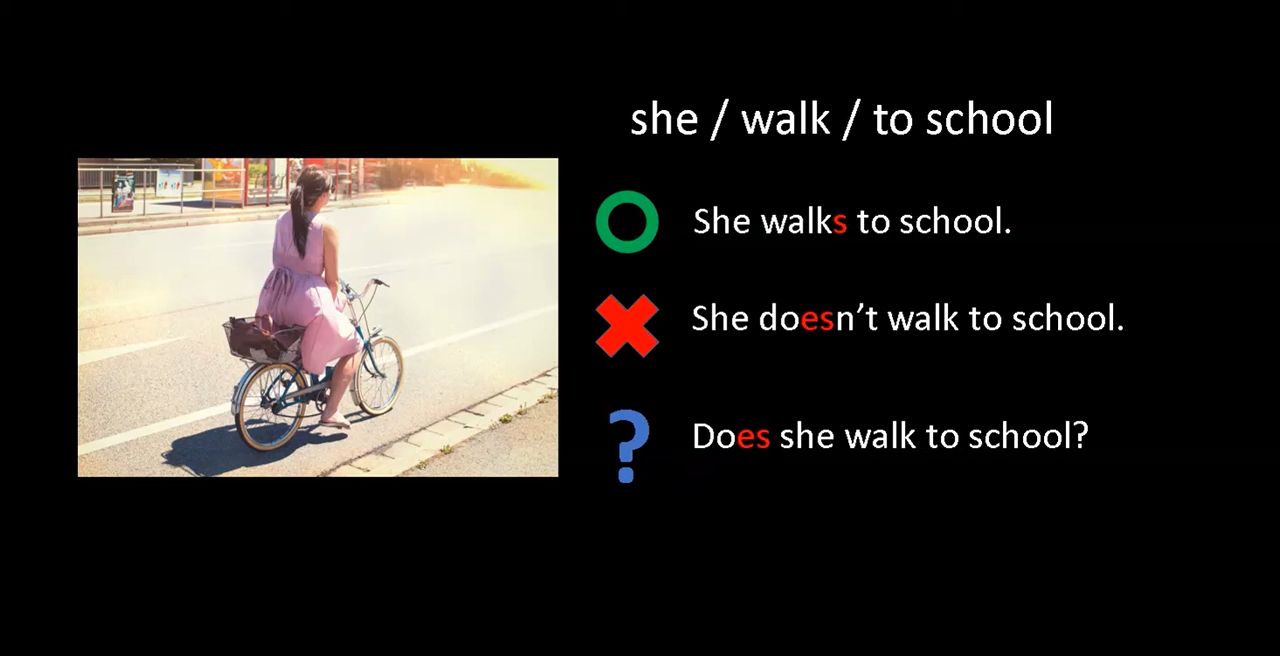 she / walk / to school
She walks to school.
She doesn’t walk to school.
Does she walk to school?